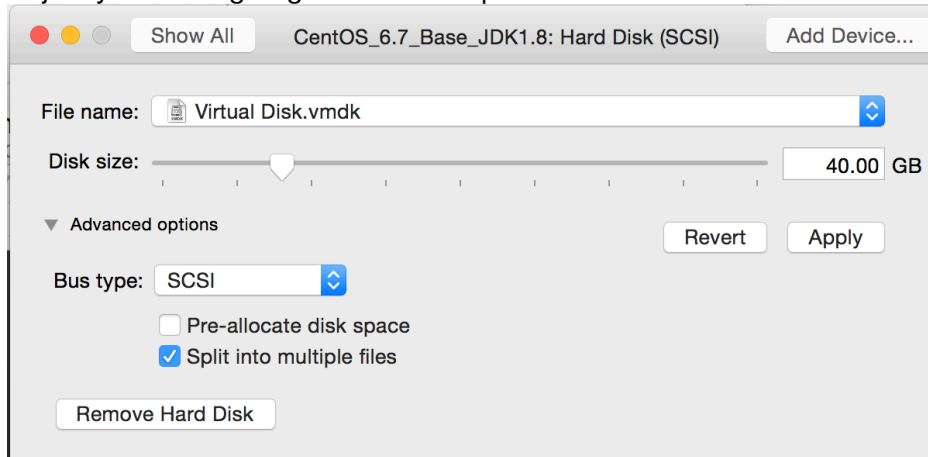 Show All CentOS_6.7_Base_JDK1.8: Hard Disk (SCSI) Add Device...
File name: Virtual Disk.vmdk
Disk size: 40.00 GB
Advanced options
Revert Apply
Bus type: SCSI
Pre-allocate disk space
Split into multiple files
Remove Hard Disk